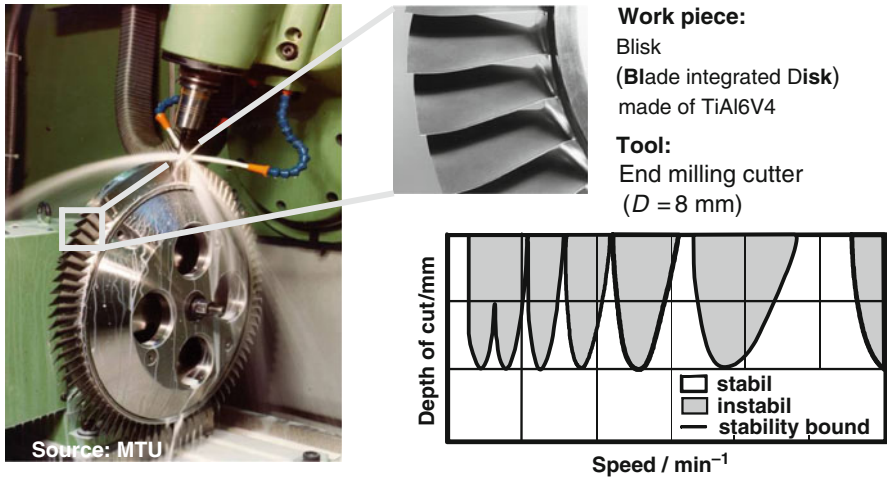 Work piece:
Blisk
(Blade integrated Disk)
made of TiAl6V4
Tool:
End milling cutter
(D = 8 mm)
Source: MTU
Depth of cut/mm
stabil
instabil
stability bound
Speed / min⁻¹